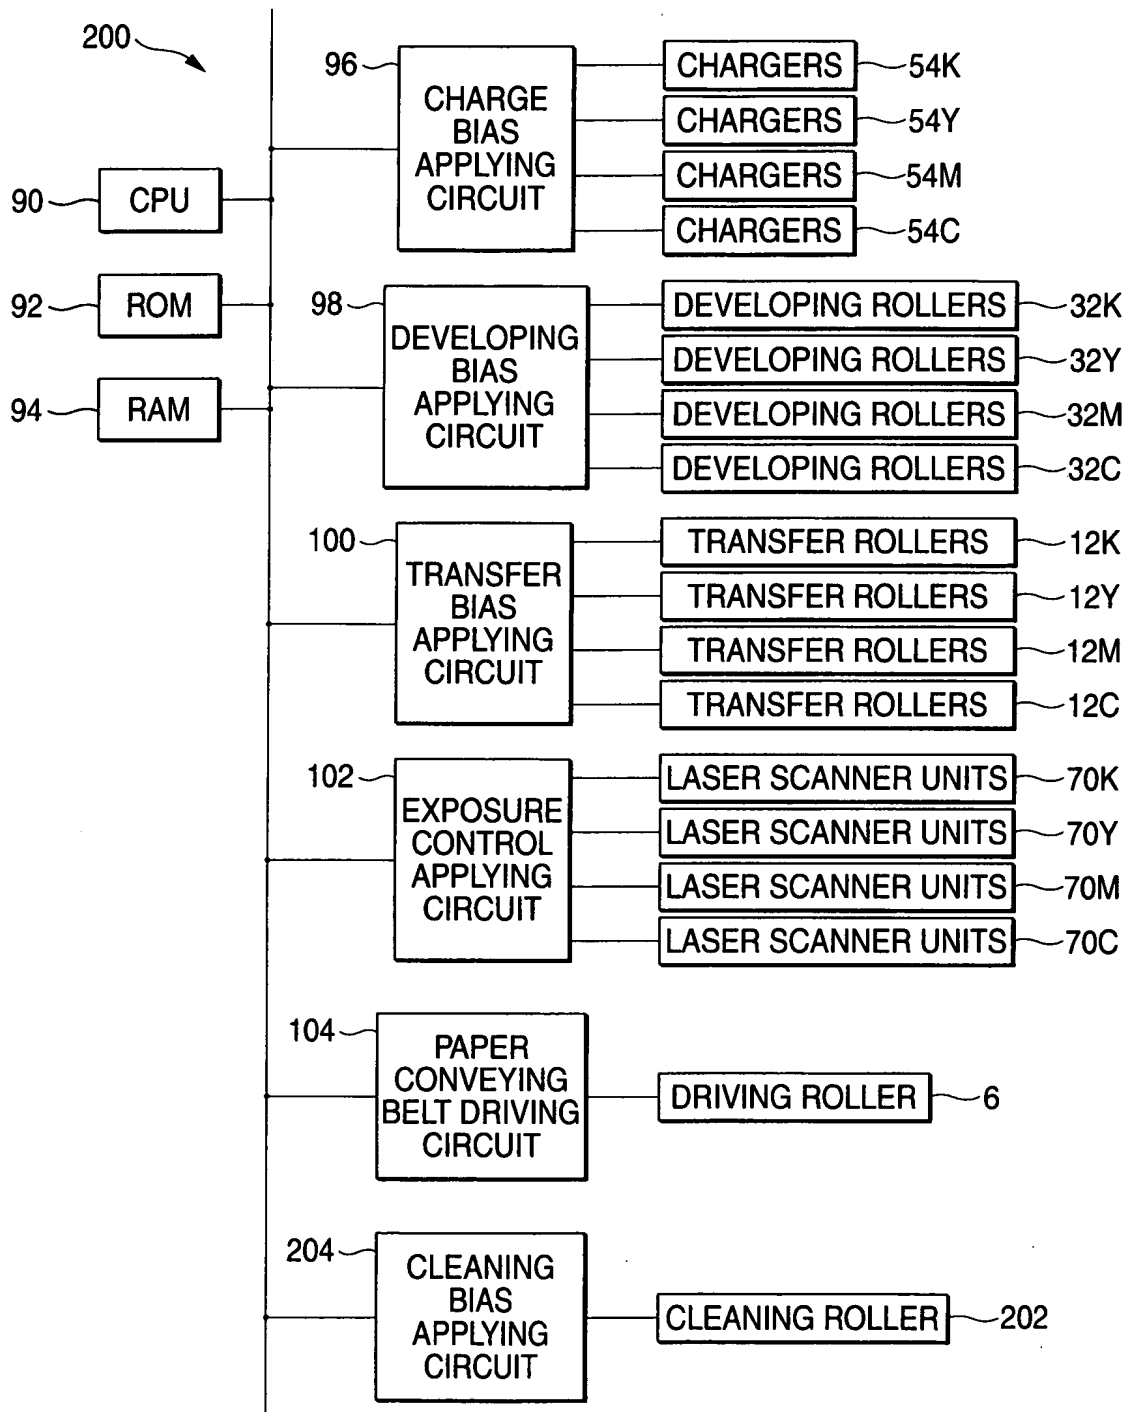 200
90
CPU
92
ROM
94
RAM
96
CHARGE
BIAS
APPLYING
CIRCUIT
CHARGERS 54K
CHARGERS 54Y
CHARGERS 54M
CHARGERS 54C
98
DEVELOPING
BIAS
APPLYING
CIRCUIT
DEVELOPING ROLLERS 32K
DEVELOPING ROLLERS 32Y
DEVELOPING ROLLERS 32M
DEVELOPING ROLLERS 32C
100
TRANSFER
BIAS
APPLYING
CIRCUIT
TRANSFER ROLLERS 12K
TRANSFER ROLLERS 12Y
TRANSFER ROLLERS 12M
TRANSFER ROLLERS 12C
102
EXPOSURE
CONTROL
APPLYING
CIRCUIT
LASER SCANNER UNITS 70K
LASER SCANNER UNITS 70Y
LASER SCANNER UNITS 70M
LASER SCANNER UNITS 70C
104
PAPER
CONVEYING
BELT DRIVING
CIRCUIT
DRIVING ROLLER 6
204
CLEANING
BIAS
APPLYING
CIRCUIT
CLEANING ROLLER 202